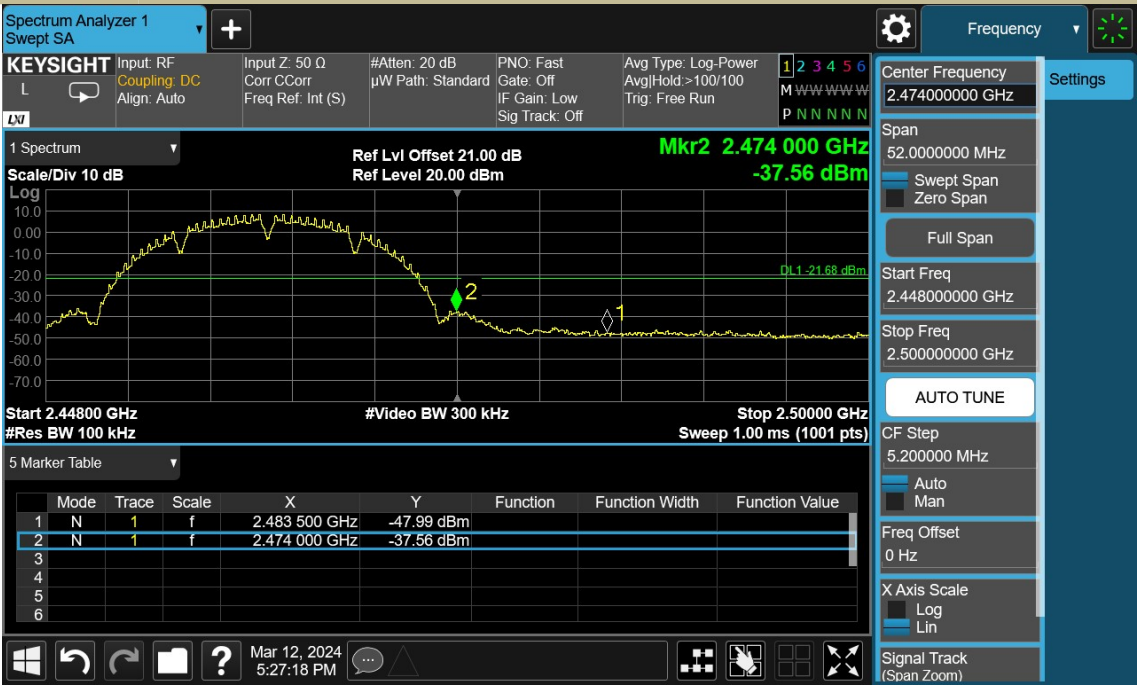 Spectrum Analyzer 1
Swept SA
Frequency
KEYSIGHT
L
LXI
Input: RF
Coupling: DC
Align: Auto
Input Z: 50 Ω
Corr CCorr
Freq Ref: Int (S)
#Atten: 20 dB
µW Path: Standard
PNO: Fast
Gate: Off
IF Gain: Low
Sig Track: Off
Avg Type: Log-Power
Avg|Hold:>100/100
Trig: Free Run
1 2 3 4 5 6
M W W W W W
P N N N N N
1 Spectrum
Scale/Div 10 dB
Ref Lvl Offset 21.00 dB
Ref Level 20.00 dBm
Mkr2 2.474 000 GHz
-37.56 dBm
Log
10.0
0.00
-10.0
-20.0
-30.0
-40.0
-50.0
-60.0
-70.0
DL1 -21.68 dBm
2
1
Start 2.44800 GHz
#Video BW 300 kHz
Stop 2.50000 GHz
#Res BW 100 kHz
Sweep 1.00 ms (1001 pts)
5 Marker Table
Mode Trace Scale X Y Function Function Width Function Value
1 N 1 f 2.483 500 GHz -47.99 dBm
2 N 1 f 2.474 000 GHz -37.56 dBm
3
4
5
6
?
Mar 12, 2024
5:27:18 PM
Center Frequency
2.474000000 GHz
Settings
Span
52.0000000 MHz
Swept Span
Zero Span
Full Span
Start Freq
2.448000000 GHz
Stop Freq
2.500000000 GHz
AUTO TUNE
CF Step
5.200000 MHz
Auto
Man
Freq Offset
0 Hz
X Axis Scale
Log
Lin
Signal Track
(Span Zoom)